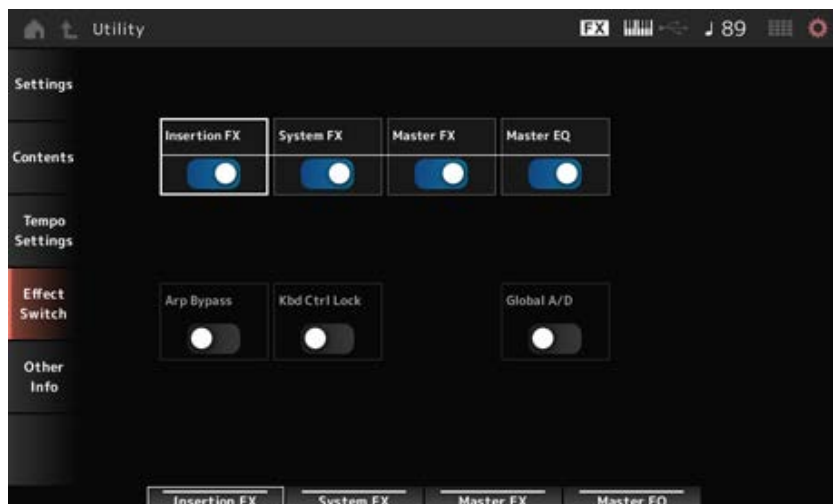 Utility FX 89
Settings
Contents
Tempo
Settings
Effect
Switch
Other
Info
Insertion FX System FX Master FX Master EQ
Arp Bypass Kbd Ctrl Lock Global A/D
Insertion FX System FX Master FX Master EQ